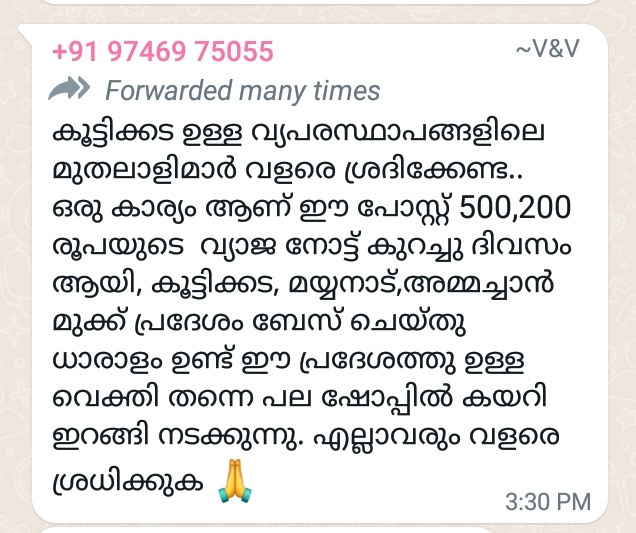 +91 97469 75055 ~V&V
Forwarded many times
കൂട്ടിക്കട ഉള്ള വ്യപരസ്ഥാപങ്ങളിലെ
മുതലാളിമാർ വളരെ ശ്രദിക്കേണ്ട..
ഒരു കാര്യം ആണ് ഈ പോസ്റ്റ് 500,200
രൂപയുടെ വ്യാജ നോട്ട് കുറച്ചു ദിവസം
ആയി, കൂട്ടിക്കട, മയ്യനാട്,അമ്മച്ചാൻ
മുക്ക് പ്രദേശം ബേസ് ചെയ്തു
ധാരാളം ഉണ്ട് ഈ പ്രദേശത്തു ഉള്ള
വെക്തി തന്നെ പല ഷോപ്പിൽ കയറി
ഇറങ്ങി നടക്കുന്നു. എല്ലാവരും വളരെ
ശ്രധിക്കുക 🙏
3:30 PM